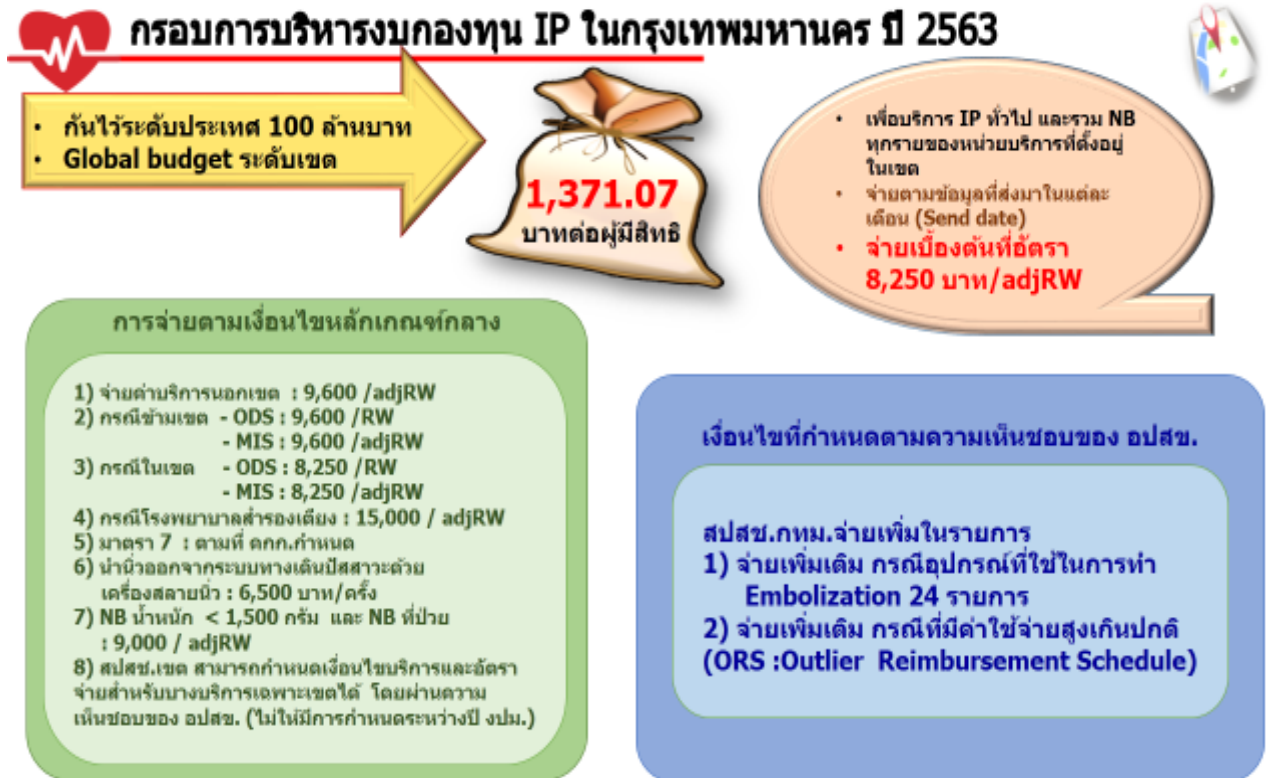 กรอบการบริหารงบกองทุน IP ในกรุงเทพมหานคร ปี 2563
• กันไว้ระดับประเทศ 100 ล้านบาท
• Global budget ระดับเขต
1,371.07
บาทต่อผู้มีสิทธิ
• เพื่อบริการ IP ทั่วไป และรวม NB
ทุกรายของหน่วยบริการที่ตั้งอยู่
ในเขต
• จ่ายตามข้อมูลที่ส่งมาในแต่ละ
เดือน (Send date)
• จ่ายเบื้องต้นที่อัตรา
8,250 บาท/adjRW
การจ่ายตามเงื่อนไขหลักเกณฑ์กลาง
1) จ่ายค่าบริการนอกเขต : 9,600 /adjRW
2) กรณีข้ามเขต - ODS : 9,600 /RW
- MIS : 9,600 /adjRW
3) กรณีในเขต - ODS : 8,250 /RW
- MIS : 8,250 /adjRW
4) กรณีโรงพยาบาลสำรองเตียง : 15,000 / adjRW
5) มาตรา 7 : ตามที่ คกก.กำหนด
6) นำนิ่วออกจากระบบทางเดินปัสสาวะด้วย
เครื่องสลายนิ่ว : 6,500 บาท/ครั้ง
7) NB น้ำหนัก < 1,500 กรัม และ NB ที่ป่วย
: 9,000 / adjRW
8) สปสช.เขต สามารถกำหนดเงื่อนไขบริการและอัตรา
จ่ายสำหรับบางบริการเฉพาะเขตได้ โดยผ่านความ
เห็นชอบของ อปสข. (ไม่ให้มีการกำหนดระหว่างปี งปม.)
เงื่อนไขที่กำหนดตามความเห็นชอบของ อปสข.
สปสช.กทม.จ่ายเพิ่มในรายการ
1) จ่ายเพิ่มเติม กรณีอุปกรณ์ที่ใช้ในการทำ
Embolization 24 รายการ
2) จ่ายเพิ่มเติม กรณีที่มีค่าใช้จ่ายสูงเกินปกติ
(ORS :Outlier Reimbursement Schedule)